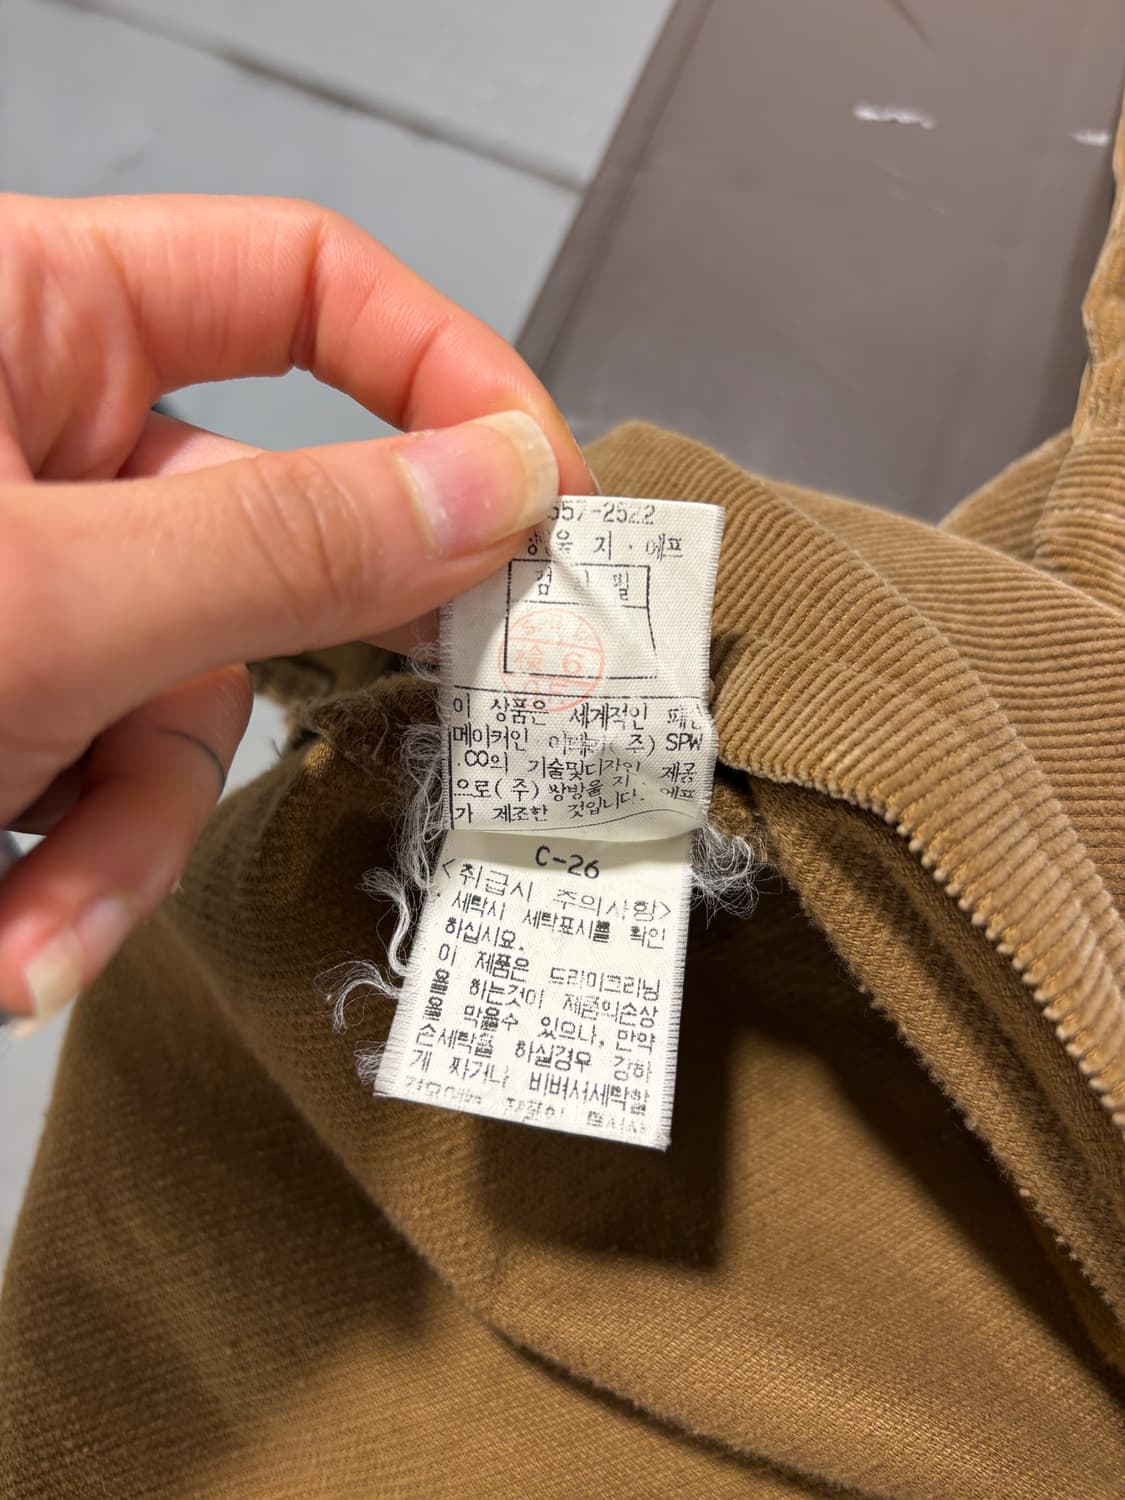 557-2522
지·에프
검 필
6
이 상품은 세계적인 패션
메이커인 이태리(주) SPW
.CO의 기술및디자인 제공
으로(주) 쌍방울 지· 에프
가 제조한 것입니다.
C-26
<취급시 주의사항>
·세탁시 세탁표시를 확인
하십시요.
이 제품은 드라이크리닝
하는것이 제품의손상
막을수 있으나, 만약
손세탁을 하실경우 강하
게 짜거나 비벼서세탁할